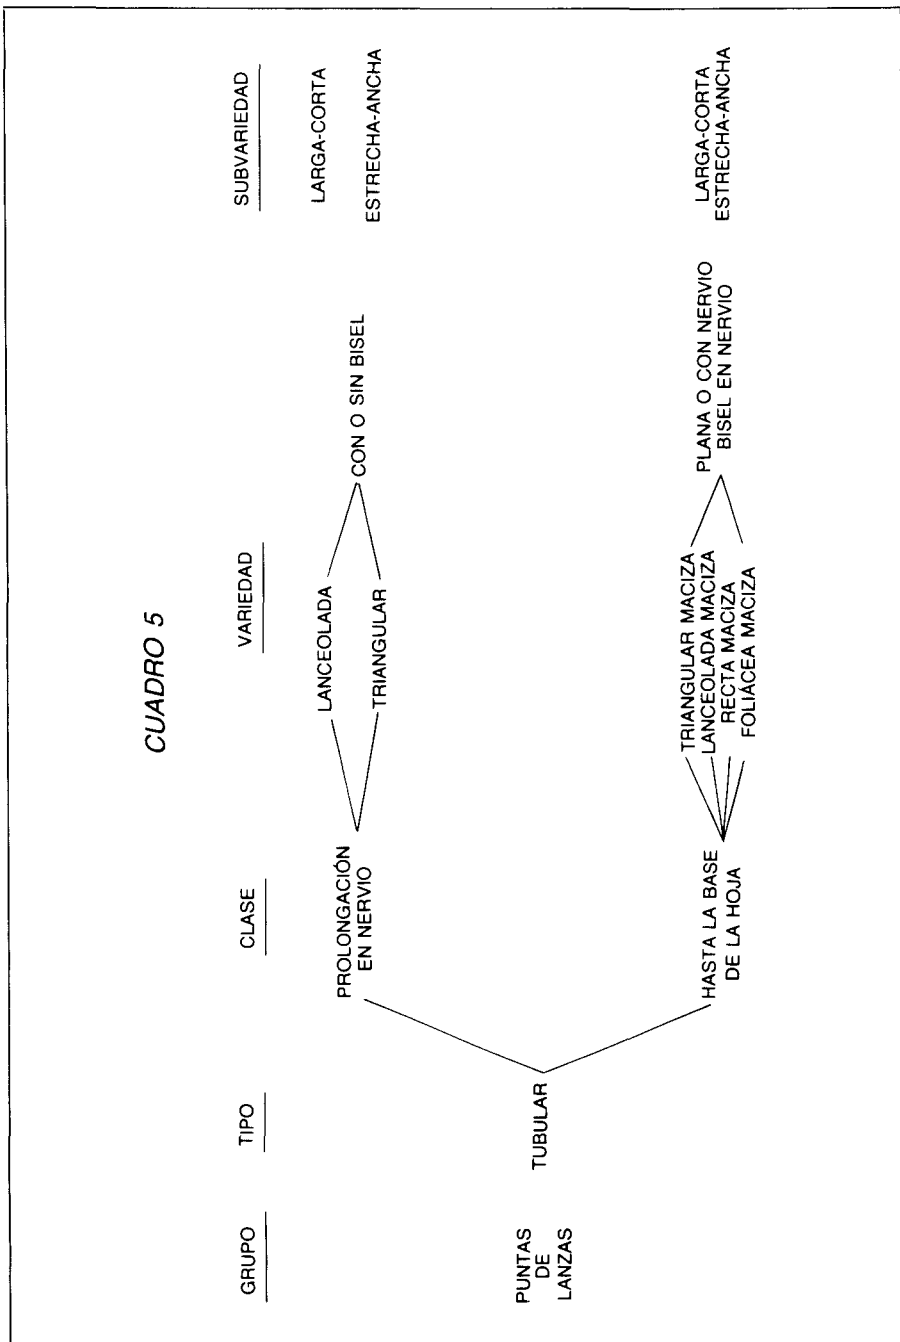 CUADRO 5
GRUPO
TIPO
CLASE
VARIEDAD
SUBVARIEDAD
PUNTAS
DE
LANZAS
TUBULAR
PROLONGACIÓN
EN NERVIO
LANCEOLADA
TRIANGULAR
CON O SIN BISEL
LARGA-CORTA
ESTRECHA-ANCHA
HASTA LA BASE
DE LA HOJA
TRIANGULAR MACIZA
LANCEOLADA MACIZA
RECTA MACIZA
FOLIÁCEA MACIZA
PLANA O CON NERVIO
BISEL EN NERVIO
LARGA-CORTA
ESTRECHA-ANCHA